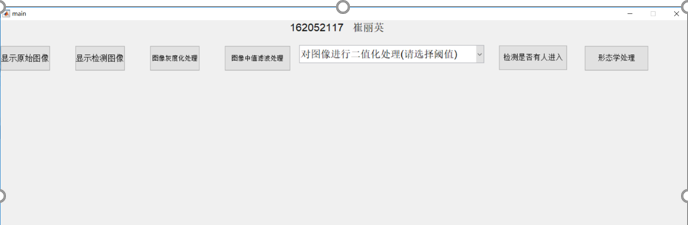 main
162052117 崔丽英
显示原始图像
显示检测图像
图像灰度化处理
图像中值滤波处理
对图像进行二值化处理(请选择阈值)
检测是否有人进入
形态学处理